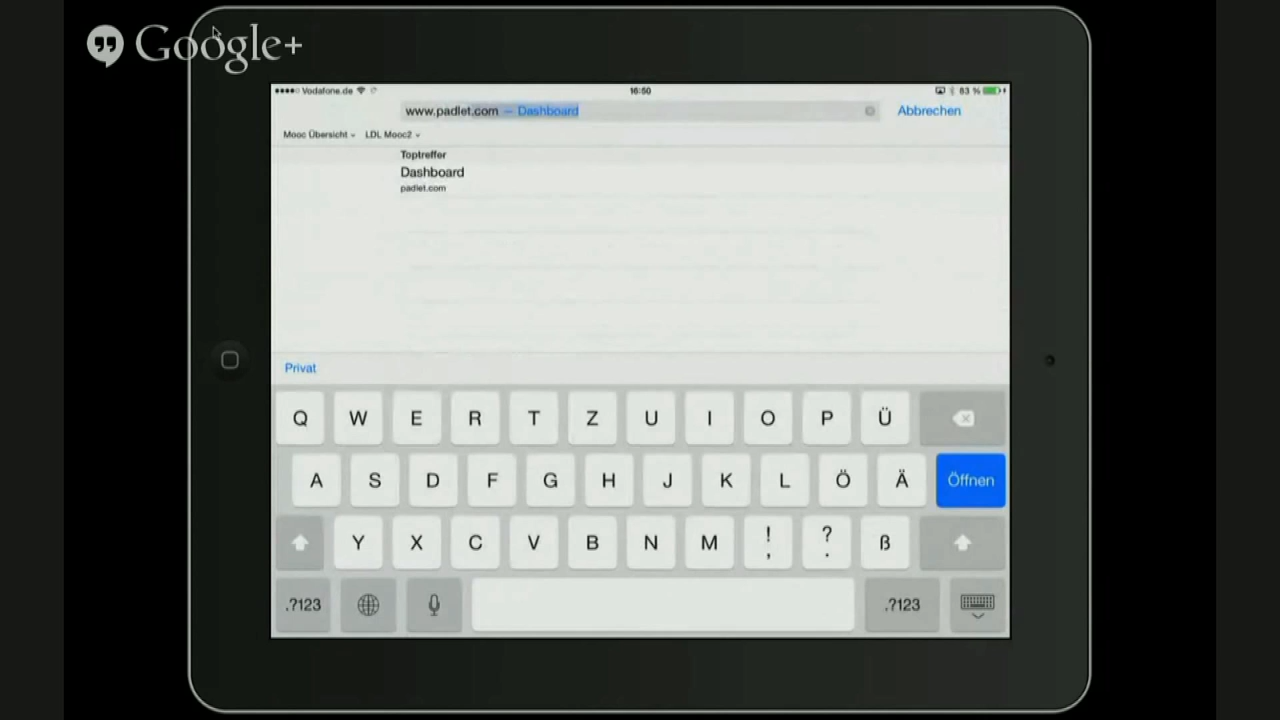 Google+
Vodafone.de 16:50 83 %
www.padlet.com — Dashboard Abbrechen
Mooc Übersicht LDL Mooc2
Toptreffer
Dashboard
padlet.com
Privat
Q W E R T Z U I O P Ü
A S D F G H J K L Ö Ä Öffnen
Y X C V B N M ! , ? . ß
.?123 .?123